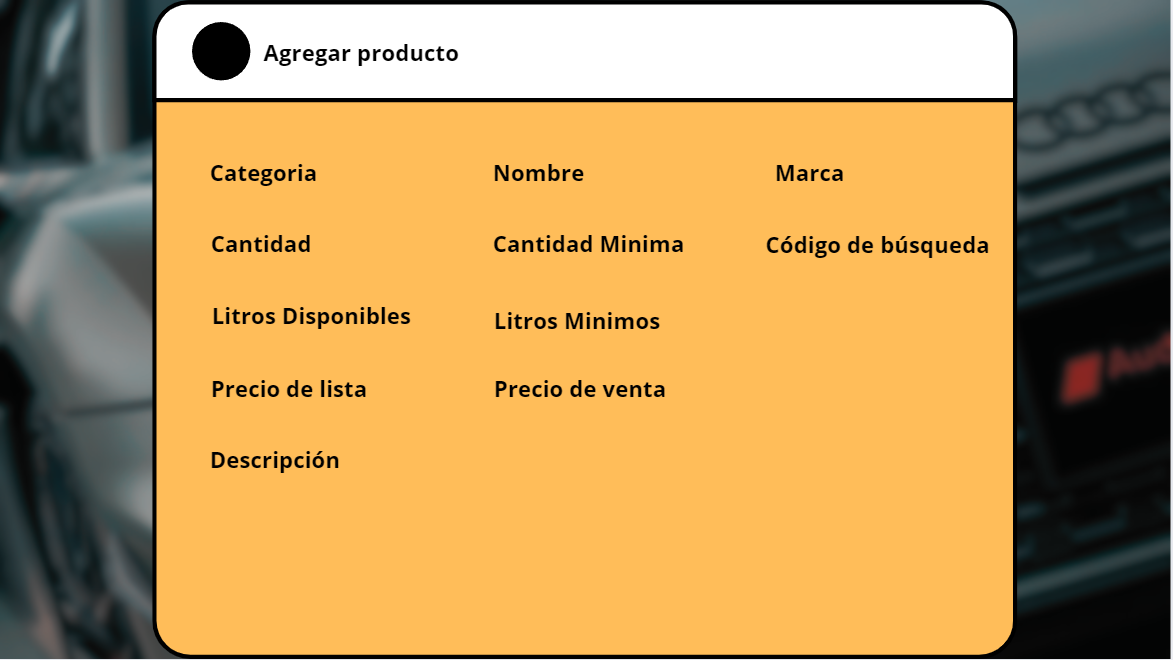 Agregar producto
Categoria
Nombre
Marca
Cantidad
Cantidad Minima
Código de búsqueda
Litros Disponibles
Litros Minimos
Precio de lista
Precio de venta
Descripción